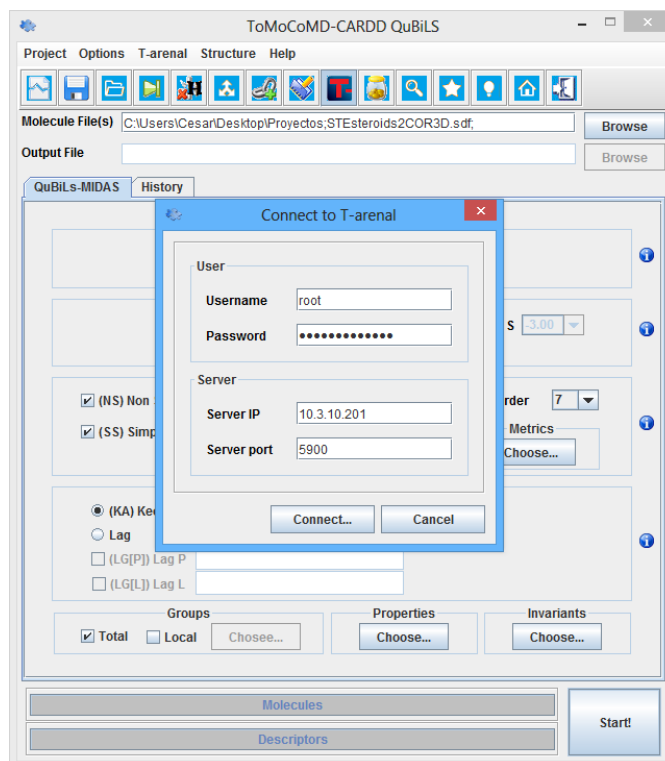 ToMoCoMD-CARDD QuBiLS
Project Options T-arenal Structure Help
Molecule File(s) C:\Users\Cesar\Desktop\Proyectos;STEsteroids2COR3D.sdf; Browse
Output File Browse
QuBiLS-MIDAS History
Connect to T-arenal
User
Username root
Password •••••••••••••
Server
Server IP 10.3.10.201
Server port 5900
Connect... Cancel
S -3.00
(NS) Non
rder 7
(SS) Simp
Metrics
Choose...
(KA) Kee
Lag
(LG[P]) Lag P
(LG[L]) Lag L
Groups
Total Local Chosee...
Properties
Choose...
Invariants
Choose...
Molecules
Descriptors
Start!